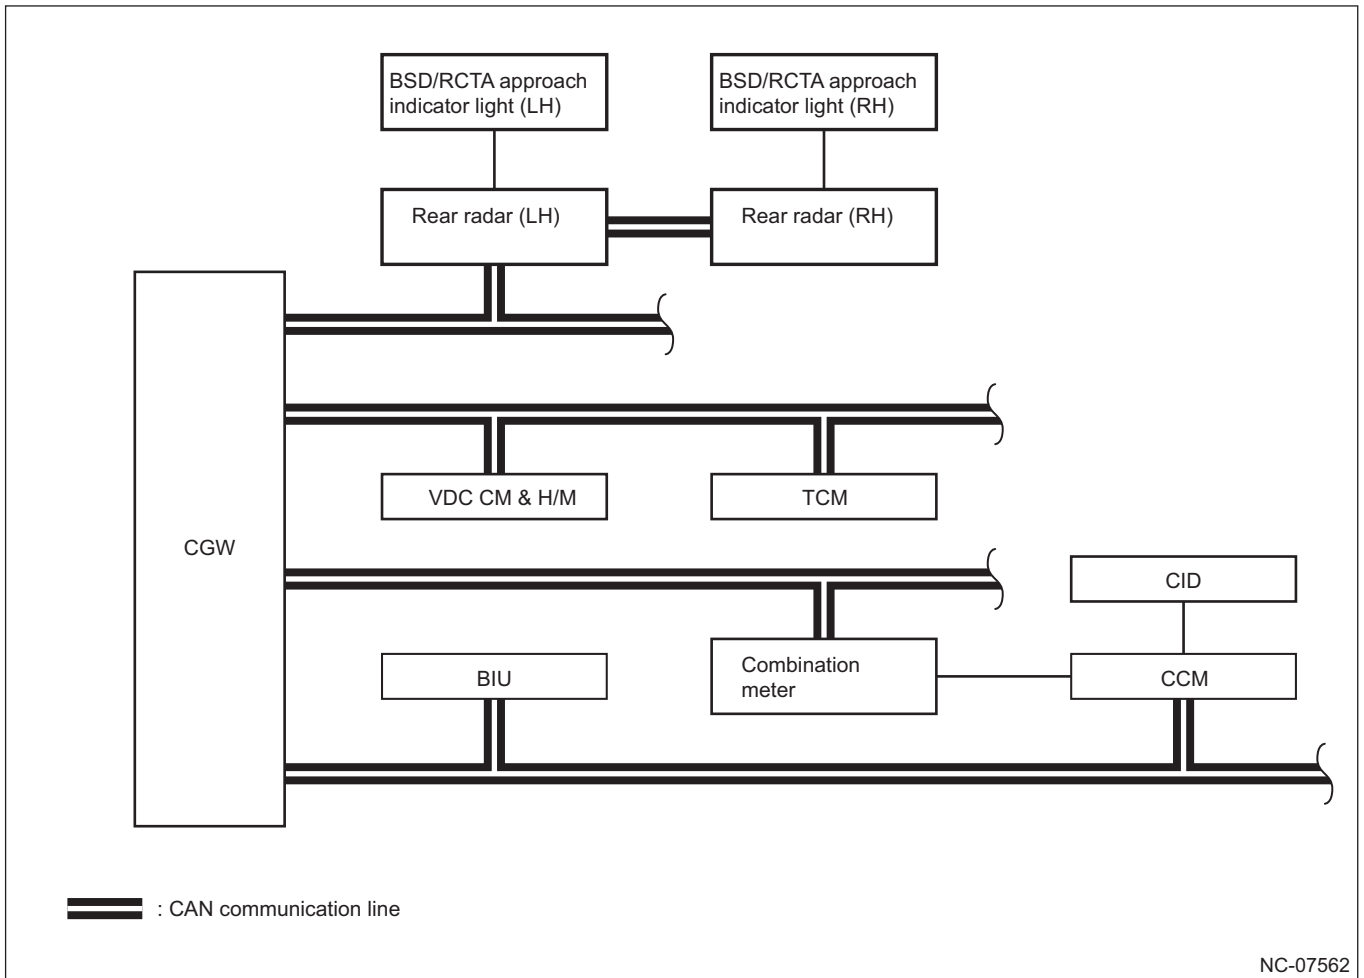 BSD/RCTA approach
indicator light (LH)
BSD/RCTA approach
indicator light (RH)
Rear radar (LH)
Rear radar (RH)
VDC CM & H/M
TCM
CGW
CID
BIU
Combination
meter
CCM
: CAN communication line
NC-07562